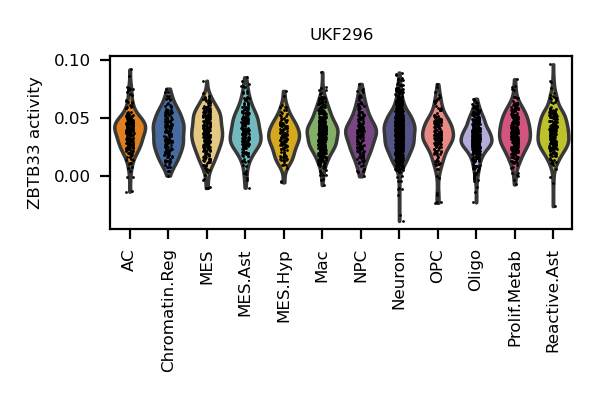 UKF296
ZBTB33 activity
0.10
0.05
0.00
AC
Chromatin.Reg
MES
MES.Ast
MES.Hyp
Mac
NPC
Neuron
OPC
Oligo
Prolif.Metab
Reactive.Ast